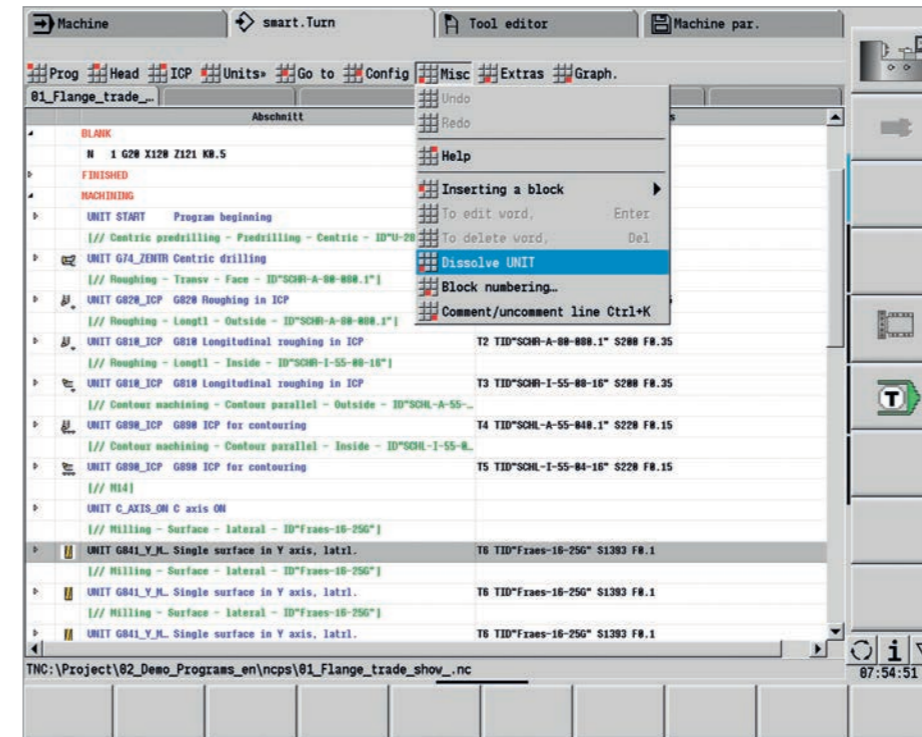 Machine smart.Turn Tool editor Machine par.
Prog Head ICP Units» Go to Config Misc Extras Graph.
01_Flange_trade_…
Abschnitt s
BLANK
N 1 G20 X120 Z121 K0.5
FINISHED
MACHINING
UNIT START Program beginning
[// Centric predrilling - Predrilling - Centric - ID"U-20
UNIT G74_ZENTR Centric drilling
[// Roughing - Transv - Face - ID"SCHR-A-80-080.1"]
UNIT G820_ICP G820 Roughing in ICP
[// Roughing - Longtl - Outside - ID"SCHR-A-80-080.1"]
UNIT G810_ICP G810 Longitudinal roughing in ICP T2 TID"SCHR-A-80-080.1" S200 F0.35
[// Roughing - Longtl - Inside - ID"SCHR-I-55-08-16"]
UNIT G810_ICP G810 Longitudinal roughing in ICP T3 TID"SCHR-I-55-08-16" S200 F0.35
[// Contour machining - Contour parallel - Outside - ID"SCHL-A-55-…
UNIT G890_ICP G890 ICP for contouring T4 TID"SCHL-A-55-040.1" S220 F0.15
[// Contour machining - Contour parallel - Inside - ID"SCHL-I-55-0…
UNIT G890_ICP G890 ICP for contouring T5 TID"SCHL-I-55-04-16" S220 F0.15
[// M14]
UNIT C_AXIS_ON C axis ON
[// Milling - Surface - lateral - ID"Fraes-16-25G"]
UNIT G841_Y_M… Single surface in Y axis, latrl. T6 TID"Fraes-16-25G" S1393 F0.1
[// Milling - Surface - lateral - ID"Fraes-16-25G"]
UNIT G841_Y_M… Single surface in Y axis, latrl. T6 TID"Fraes-16-25G" S1393 F0.1
[// Milling - Surface - lateral - ID"Fraes-16-25G"]
UNIT G841_Y_M… Single surface in Y axis, latrl. T6 TID"Fraes-16-25G" S1393 F0.1
Undo
Redo
Help
Inserting a block
To edit word, Enter
To delete word, Del
Dissolve UNIT
Block numbering…
Comment/uncomment line Ctrl+K
TNC:\Project\02_Demo_Programs_en\ncps\01_Flange_trade_show_.nc
T
i
07:54:51